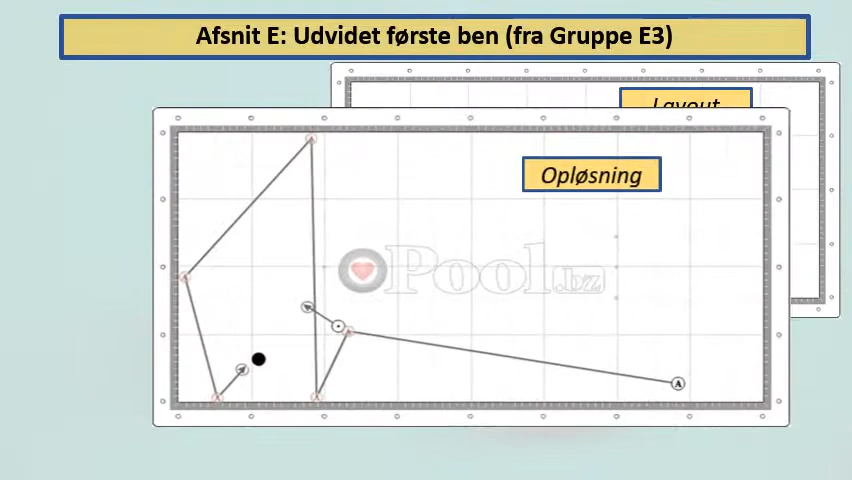 Afsnit E: Udvidet første ben (fra Gruppe E3)
Layout
Opløsning
Pool.bz
A